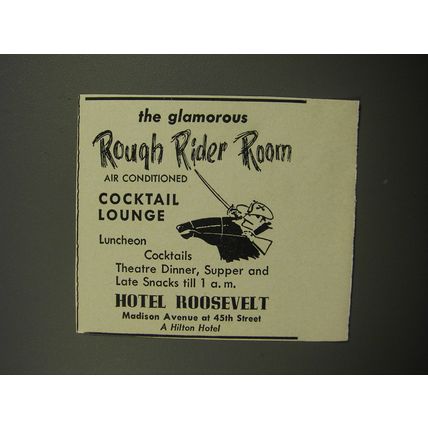 the glamorous
Rough Rider Room
AIR CONDITIONED
COCKTAIL
LOUNGE
Luncheon
Cocktails
Theatre Dinner, Supper and
Late Snacks till 1 a.m.
HOTEL ROOSEVELT
Madison Avenue at 45th Street
A Hilton Hotel